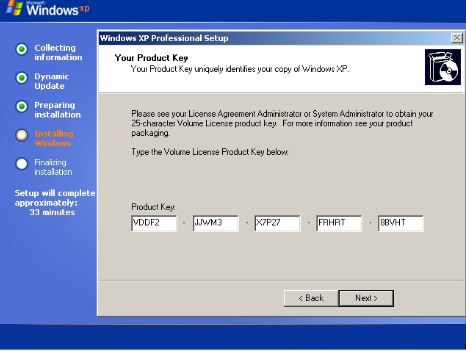 Microsoft
Windows xp
Collecting
information
Dynamic
Update
Preparing
installation
Installing
Windows
Finalizing
installation
Setup will complete
approximately:
33 minutes
Windows XP Professional Setup
Your Product Key
Your Product Key uniquely identifies your copy of Windows XP.
Please see your License Agreement Administrator or System Administrator to obtain your
25-character Volume License product key. For more information see your product
packaging.
Type the Volume License Product Key below:
Product Key:
VDDF2 - JJWM3 - X7P27 - FRHRT - 8BVHT
< Back
Next >